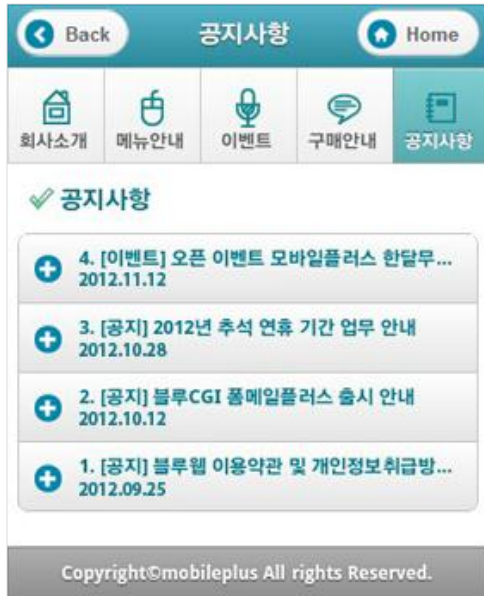 Back 공지사항 Home
회사소개 메뉴안내 이벤트 구매안내 공지사항
공지사항
4. [이벤트] 오픈 이벤트 모바일플러스 한달무...
2012.11.12
3. [공지] 2012년 추석 연휴 기간 업무 안내
2012.10.28
2. [공지] 블루CGI 폼메일플러스 출시 안내
2012.10.12
1. [공지] 블루웹 이용약관 및 개인정보취급방...
2012.09.25
Copyright©mobileplus All rights Reserved.